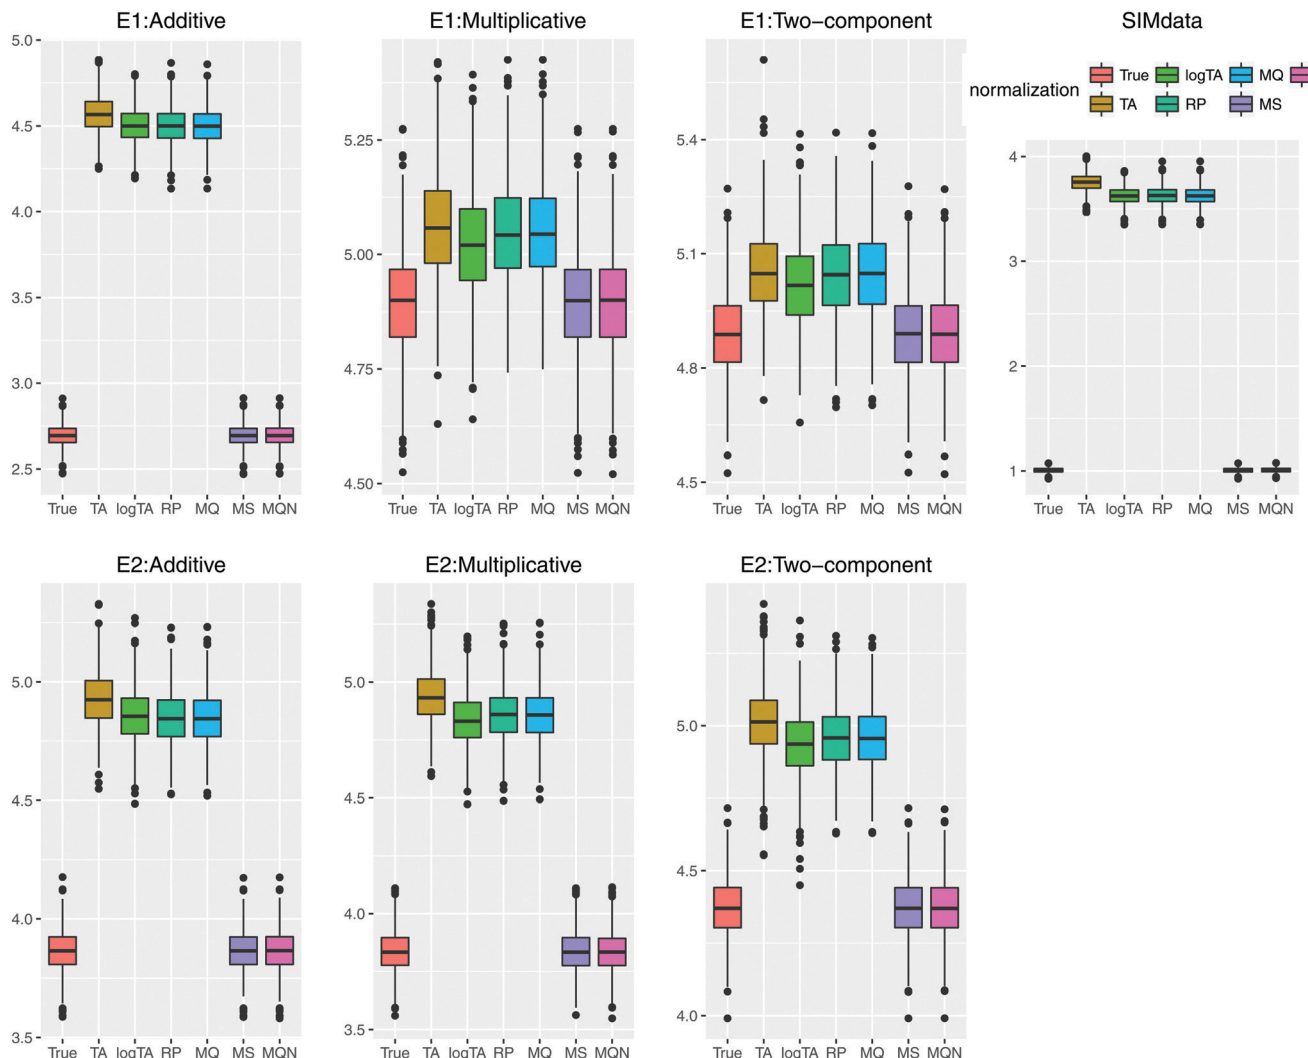 E1:Additive
5.0
4.5
4.0
3.5
3.0
2.5
True TA logTA RP MQ MS MQN
E1:Multiplicative
5.25
5.00
4.75
4.50
True TA logTA RP MQ MS MQN
E1:Two-component
5.4
5.1
4.8
4.5
True TA logTA RP MQ MS MQN
SIMdata
normalization
True logTA MQ
TA RP MS
4
3
2
1
True TA logTA RP MQ MS MQN
E2:Additive
5.0
4.5
4.0
3.5
True TA logTA RP MQ MS MQN
E2:Multiplicative
5.0
4.5
4.0
3.5
True TA logTA RP MQ MS MQN
E2:Two-component
5.0
4.5
4.0
True TA logTA RP MQ MS MQN